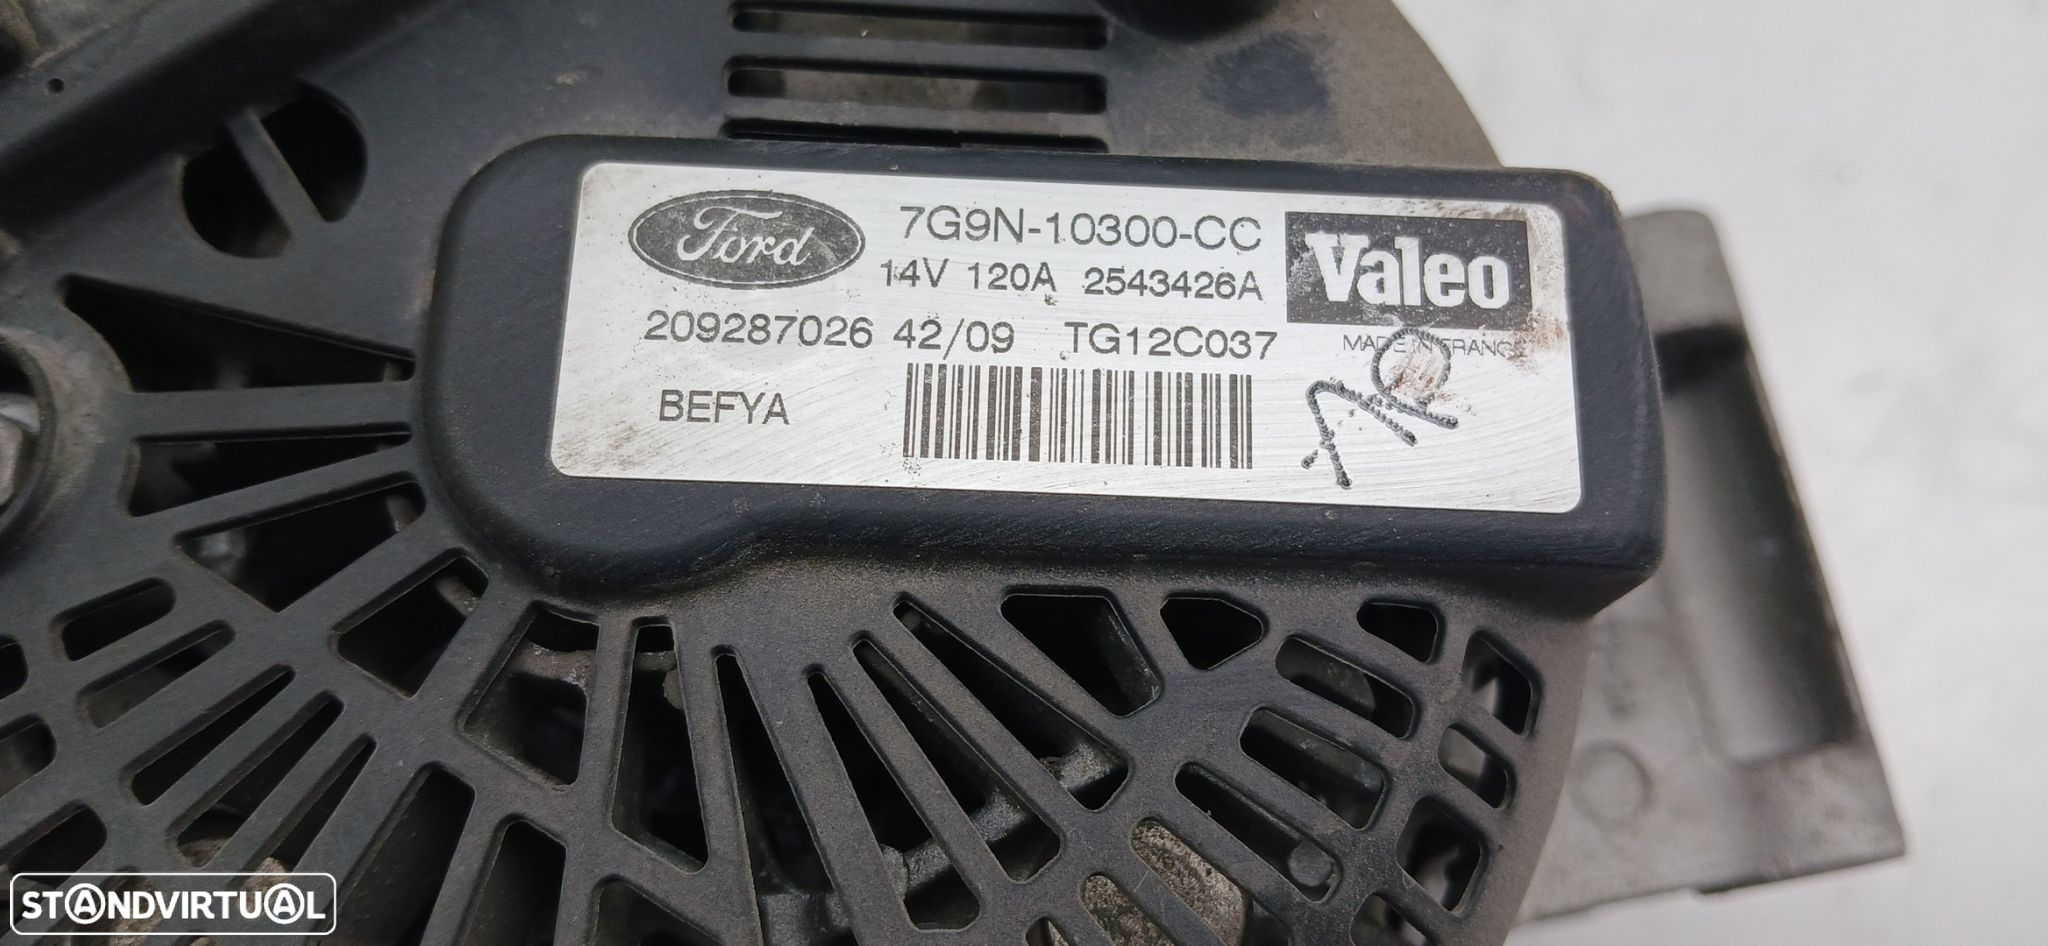 Ford
7G9N-10300-CC
14V 120A 2543426A
Valeo
209287026 42/09 TG12C037
MADE IN FRANCE
BEFYA
STANDVIRTUAL